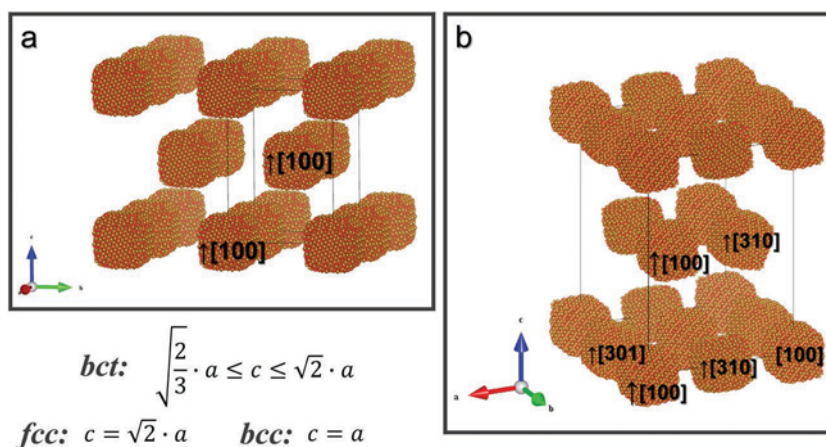 a
↑[100]
↑[100]
c
b
bct: √(2/3) · a ≤ c ≤ √2 · a
fcc: c = √2 · a bcc: c = a
b
↑[310]
↑[100]
↑[301]
↑[310]
[100]
↑[100]
c
a
b